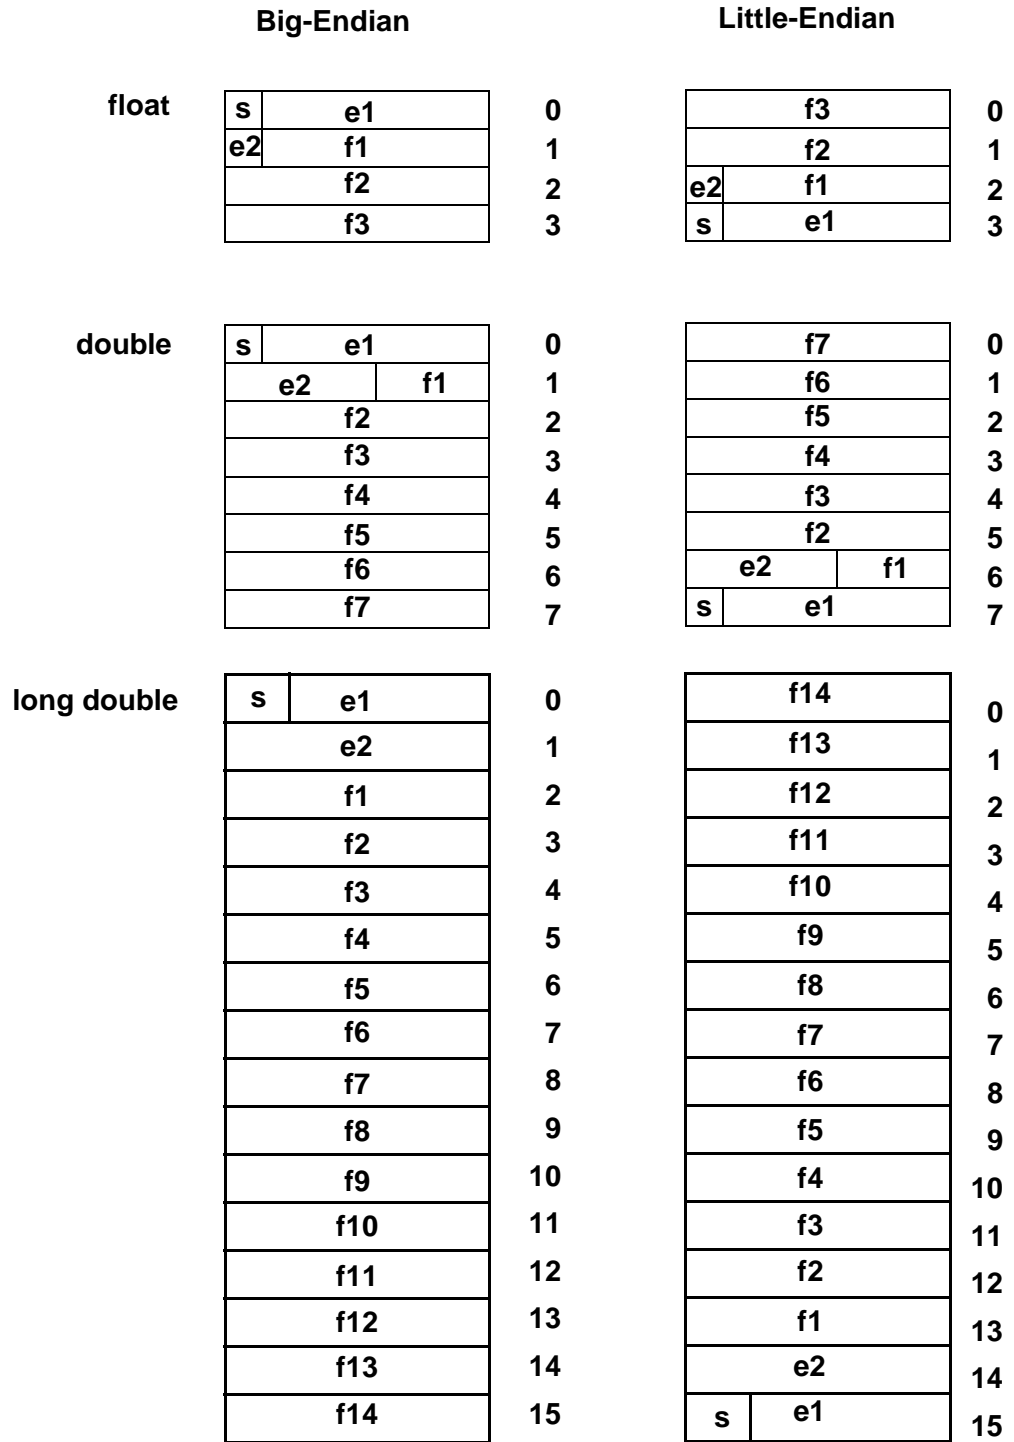 Big-Endian Little-Endian
float s e1 0 f3 0
e2 f1 1 f2 1
f2 2 e2 f1 2
f3 3 s e1 3
double s e1 0 f7 0
e2 f1 1 f6 1
f2 2 f5 2
f3 3 f4 3
f4 4 f3 4
f5 5 f2 5
f6 6 e2 f1 6
f7 7 s e1 7
long double s e1 0 f14 0
e2 1 f13 1
f1 2 f12 2
f2 3 f11 3
f3 4 f10 4
f4 5 f9 5
f5 6 f8 6
f6 7 f7 7
f7 8 f6 8
f8 9 f5 9
f9 10 f4 10
f10 11 f3 11
f11 12 f2 12
f12 13 f1 13
f13 14 e2 14
f14 15 s e1 15